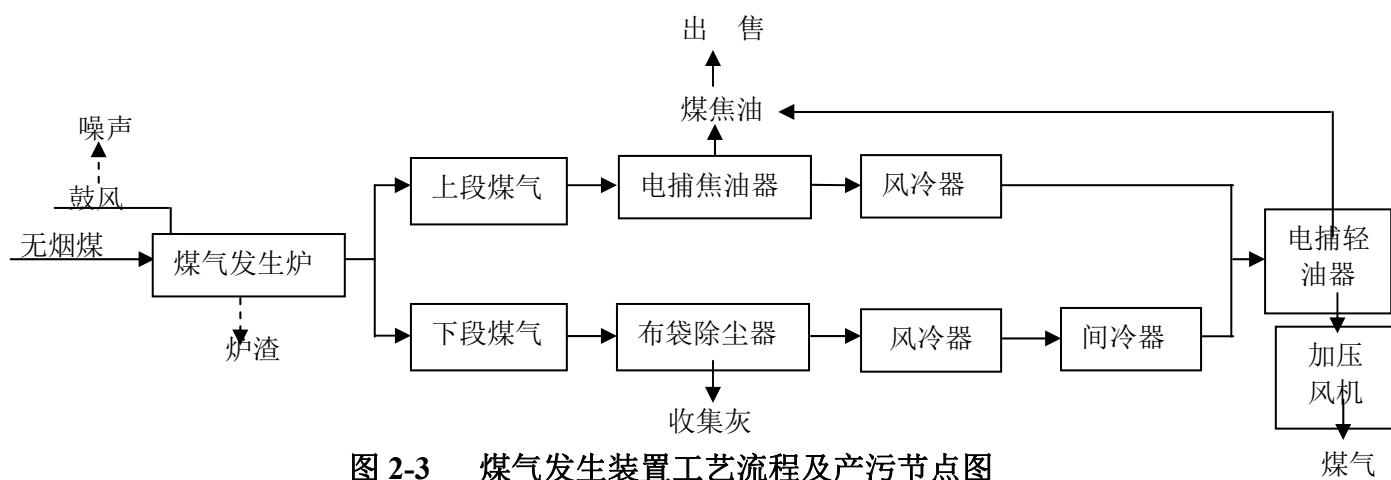 出 售
煤焦油
噪声
鼓风
上段煤气
电捕焦油器
风冷器
无烟煤
煤气发生炉
电捕轻
油器
炉渣
下段煤气
布袋除尘器
风冷器
间冷器
加压
风机
收集灰
煤气
图 2-3 煤气发生装置工艺流程及产污节点图